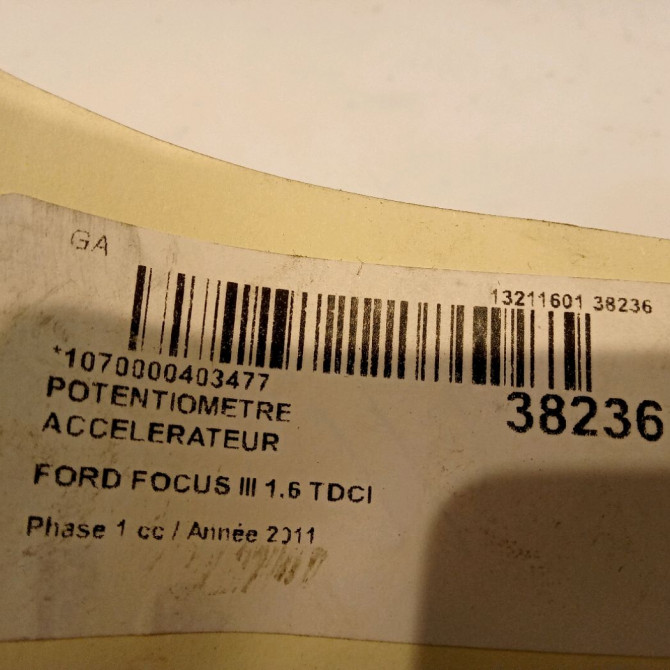 GA
13211601 38236
*1070000403477
38236
POTENTIOMETRE
ACCELERATEUR
FORD FOCUS III 1.6 TDCI
Phase 1 cc / Année 2011